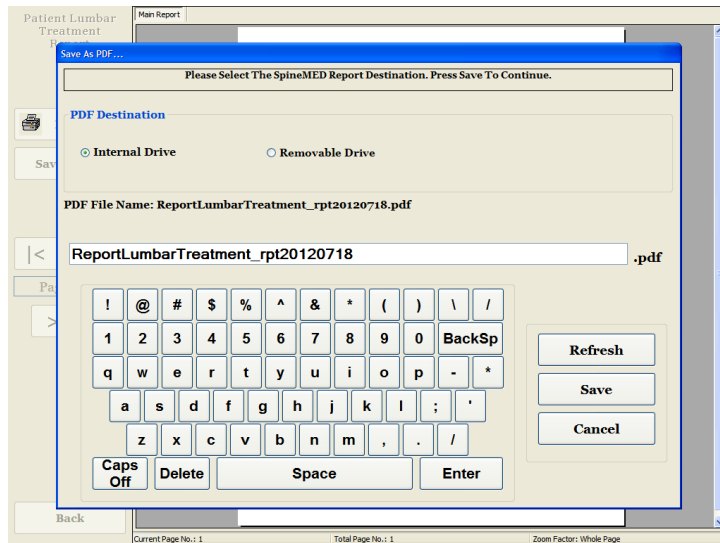 Patient Lumbar
Treatment
Main Report
Save As PDF...
Please Select The SpineMED Report Destination. Press Save To Continue.
PDF Destination
Internal Drive
Removable Drive
PDF File Name: ReportLumbarTreatment_rpt20120718.pdf
ReportLumbarTreatment_rpt20120718
.pdf
Sav
|<
Pa
>
! @ # $ % ^ & * ( ) \ /
1 2 3 4 5 6 7 8 9 0 BackSp
q w e r t y u i o p - *
a s d f g h j k l ; '
z x c v b n m , . /
Caps Off Delete Space Enter
Refresh
Save
Cancel
Back
Current Page No.: 1
Total Page No.: 1
Zoom Factor: Whole Page